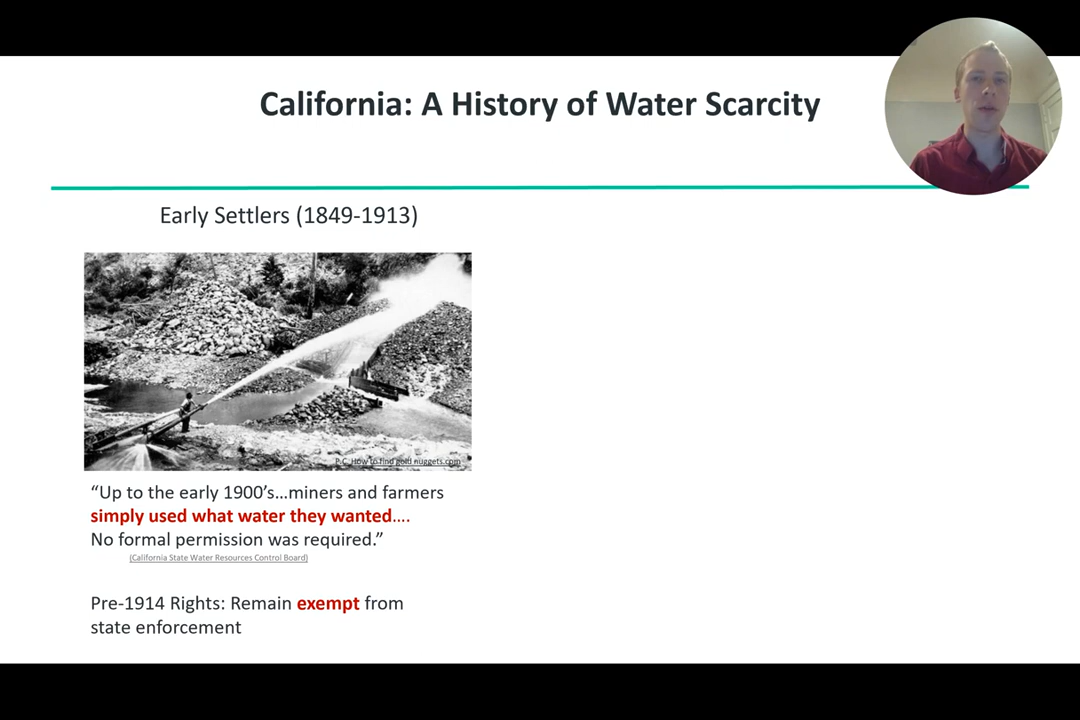 California: A History of Water Scarcity
Early Settlers (1849-1913)
P.C. How to find gold nuggets.com
“Up to the early 1900’s…miners and farmers
simply used what water they wanted….
No formal permission was required.”
(California State Water Resources Control Board)
Pre-1914 Rights: Remain exempt from
state enforcement